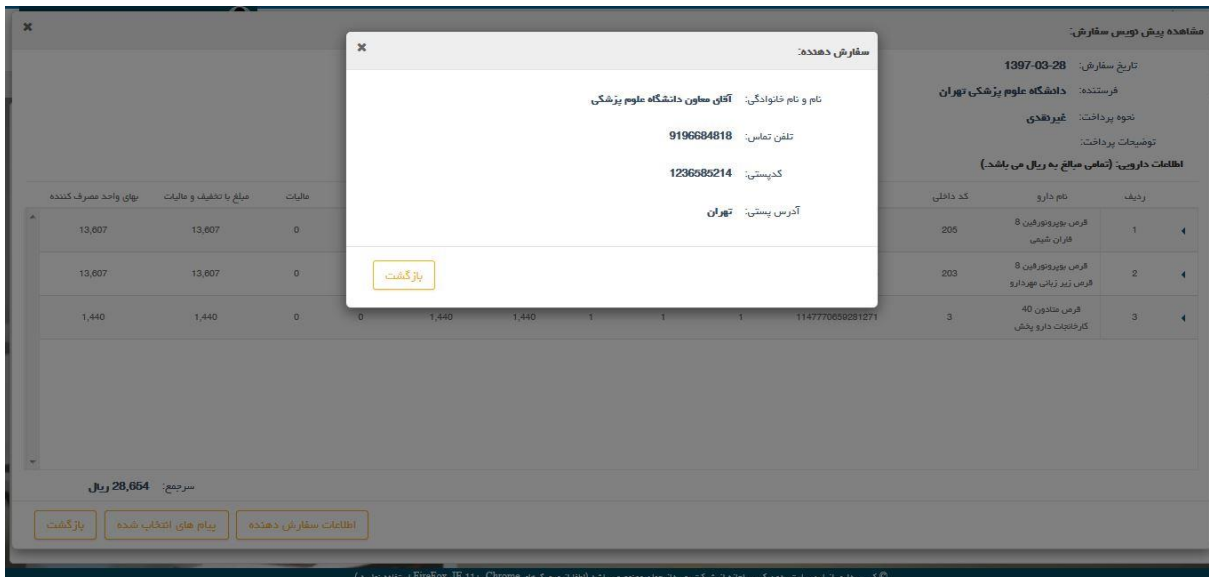 مشاهده پیش نویس سفارش:
تاریخ سفارش: 1397-03-28
فرستنده: دانشگاه علوم پزشکی تهران
نحوه پرداخت: غیرنقدی
توضیحات پرداخت:
اطلاعات دارویی: (تمامی مبالغ به ریال می باشد.)
سفارش دهنده:
نام و نام خانوادگی: آقای معاون دانشگاه علوم پزشکی
تلفن تماس: 9196684818
کدپستی: 1236585214
آدرس پستی: تهران
بازگشت
ردیف نام دارو کد داخلی مالیات مبلغ با تخفیف و مالیات بهای واحد مصرف کننده
1 قرص بوپرونورفین 8 205 0 13,607 13,607
فاران شیمی
2 قرص بوپرونورفین 8 203 0 13,607 13,607
قرص زیر زبانی مهردارو
3 قرص متادون 40 3 1147770659281271 1 1 1 1,440 1,440 0 0 1,440 1,440
کارخانجات دارو پخش
سرجمع: 28,654 ریال
اطلاعات سفارش دهنده پیام های انتخاب شده بازگشت